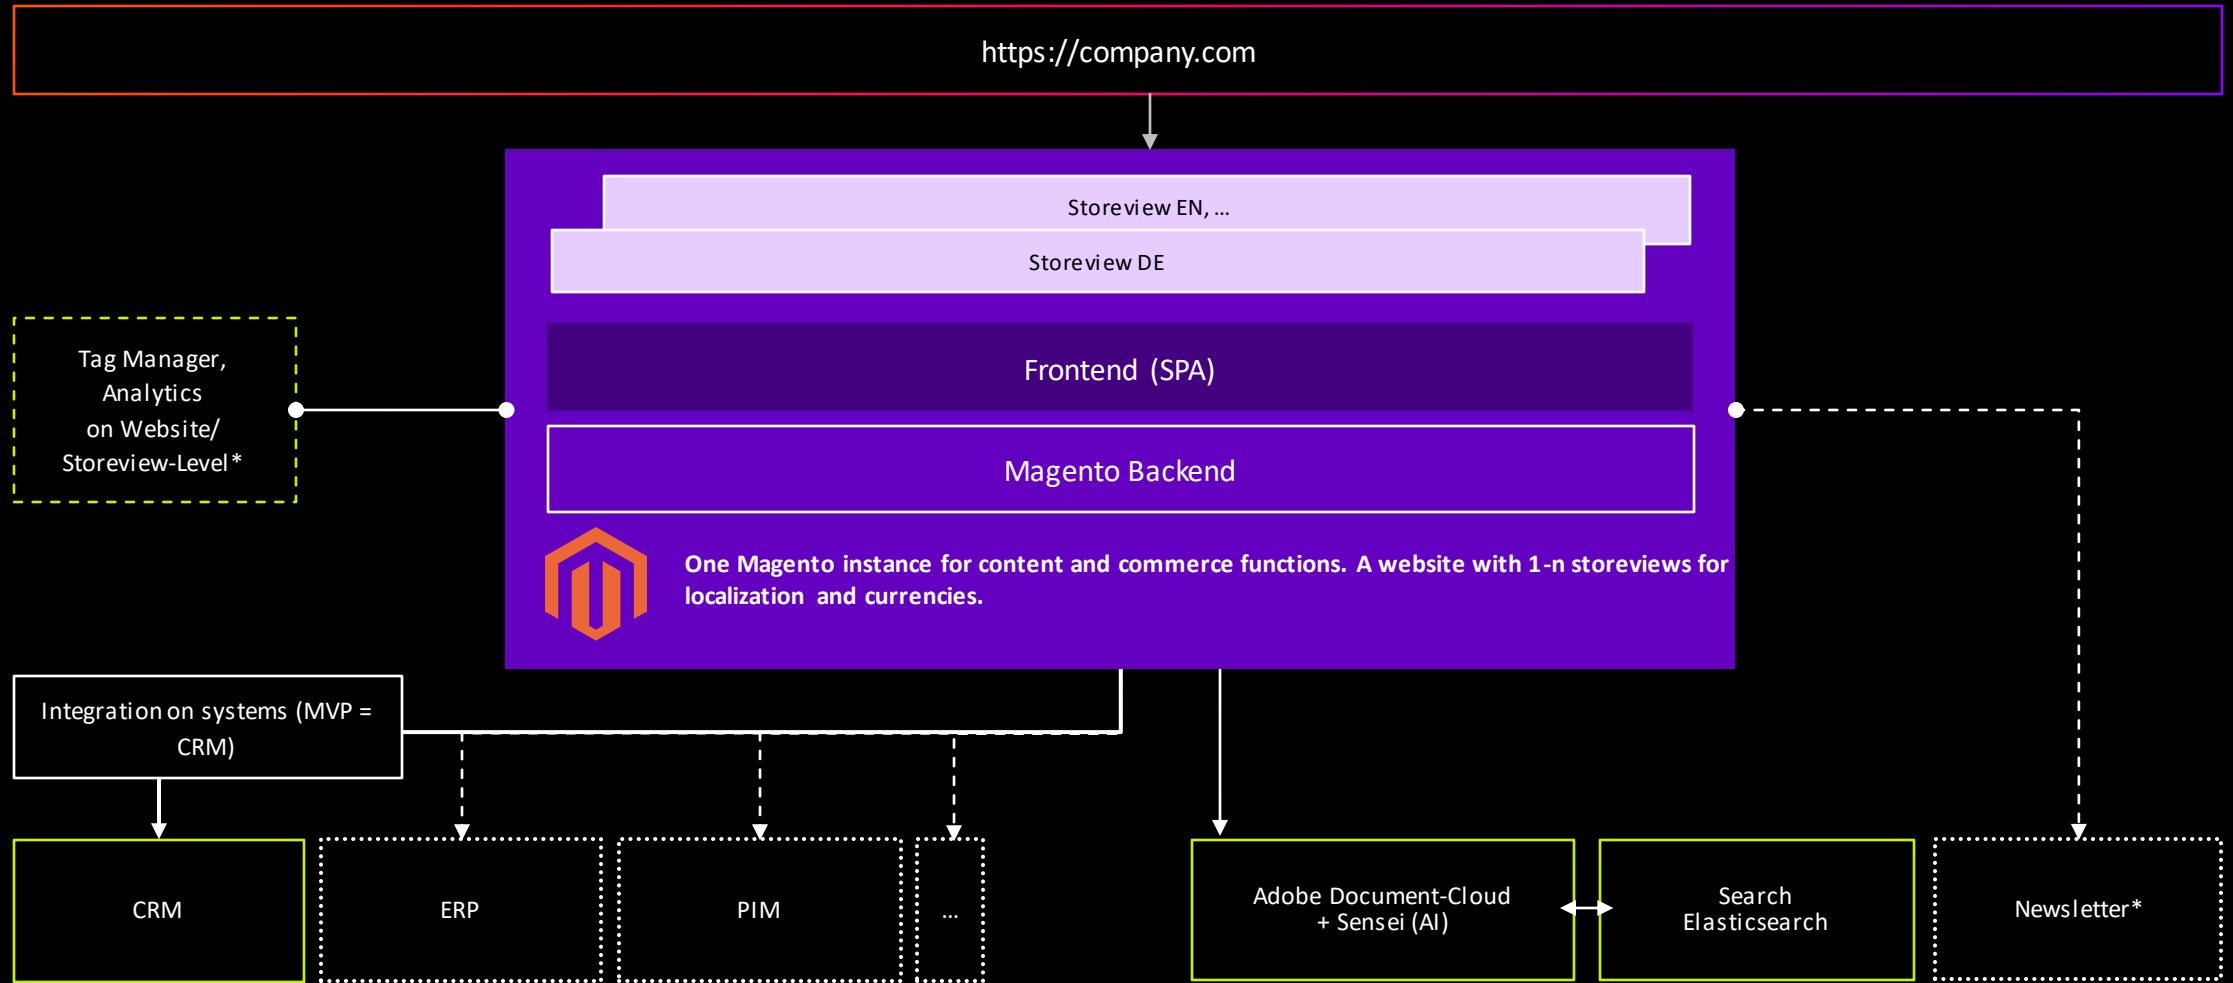 https://company.com
Storeview EN, ...
Storeview DE
Frontend (SPA)
Magento Backend
One Magento instance for content and commerce functions. A website with 1-n storeviews for
localization and currencies.
Tag Manager,
Analytics
on Website/
Storeview-Level*
Integration on systems (MVP =
CRM)
CRM
ERP
PIM
...
Adobe Document-Cloud
+ Sensei (AI)
Search
Elasticsearch
Newsletter*